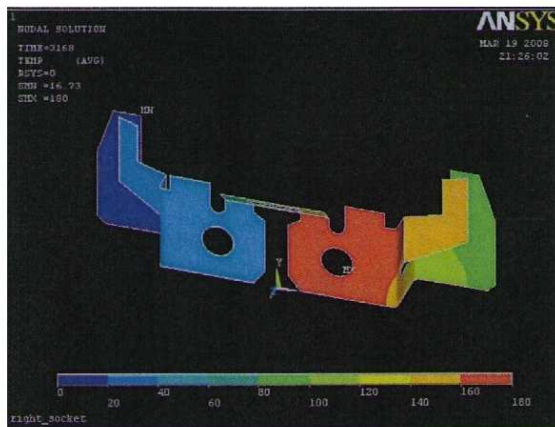 1
NODAL SOLUTION
TIME=3168
TEMP (AVG)
RSYS=0
SMN =16.73
SMX =180
ANSYS
MAR 19 2008
21:26:02
MN
MX
Y
0 20 40 60 80 100 120 140 160 180
right_socket